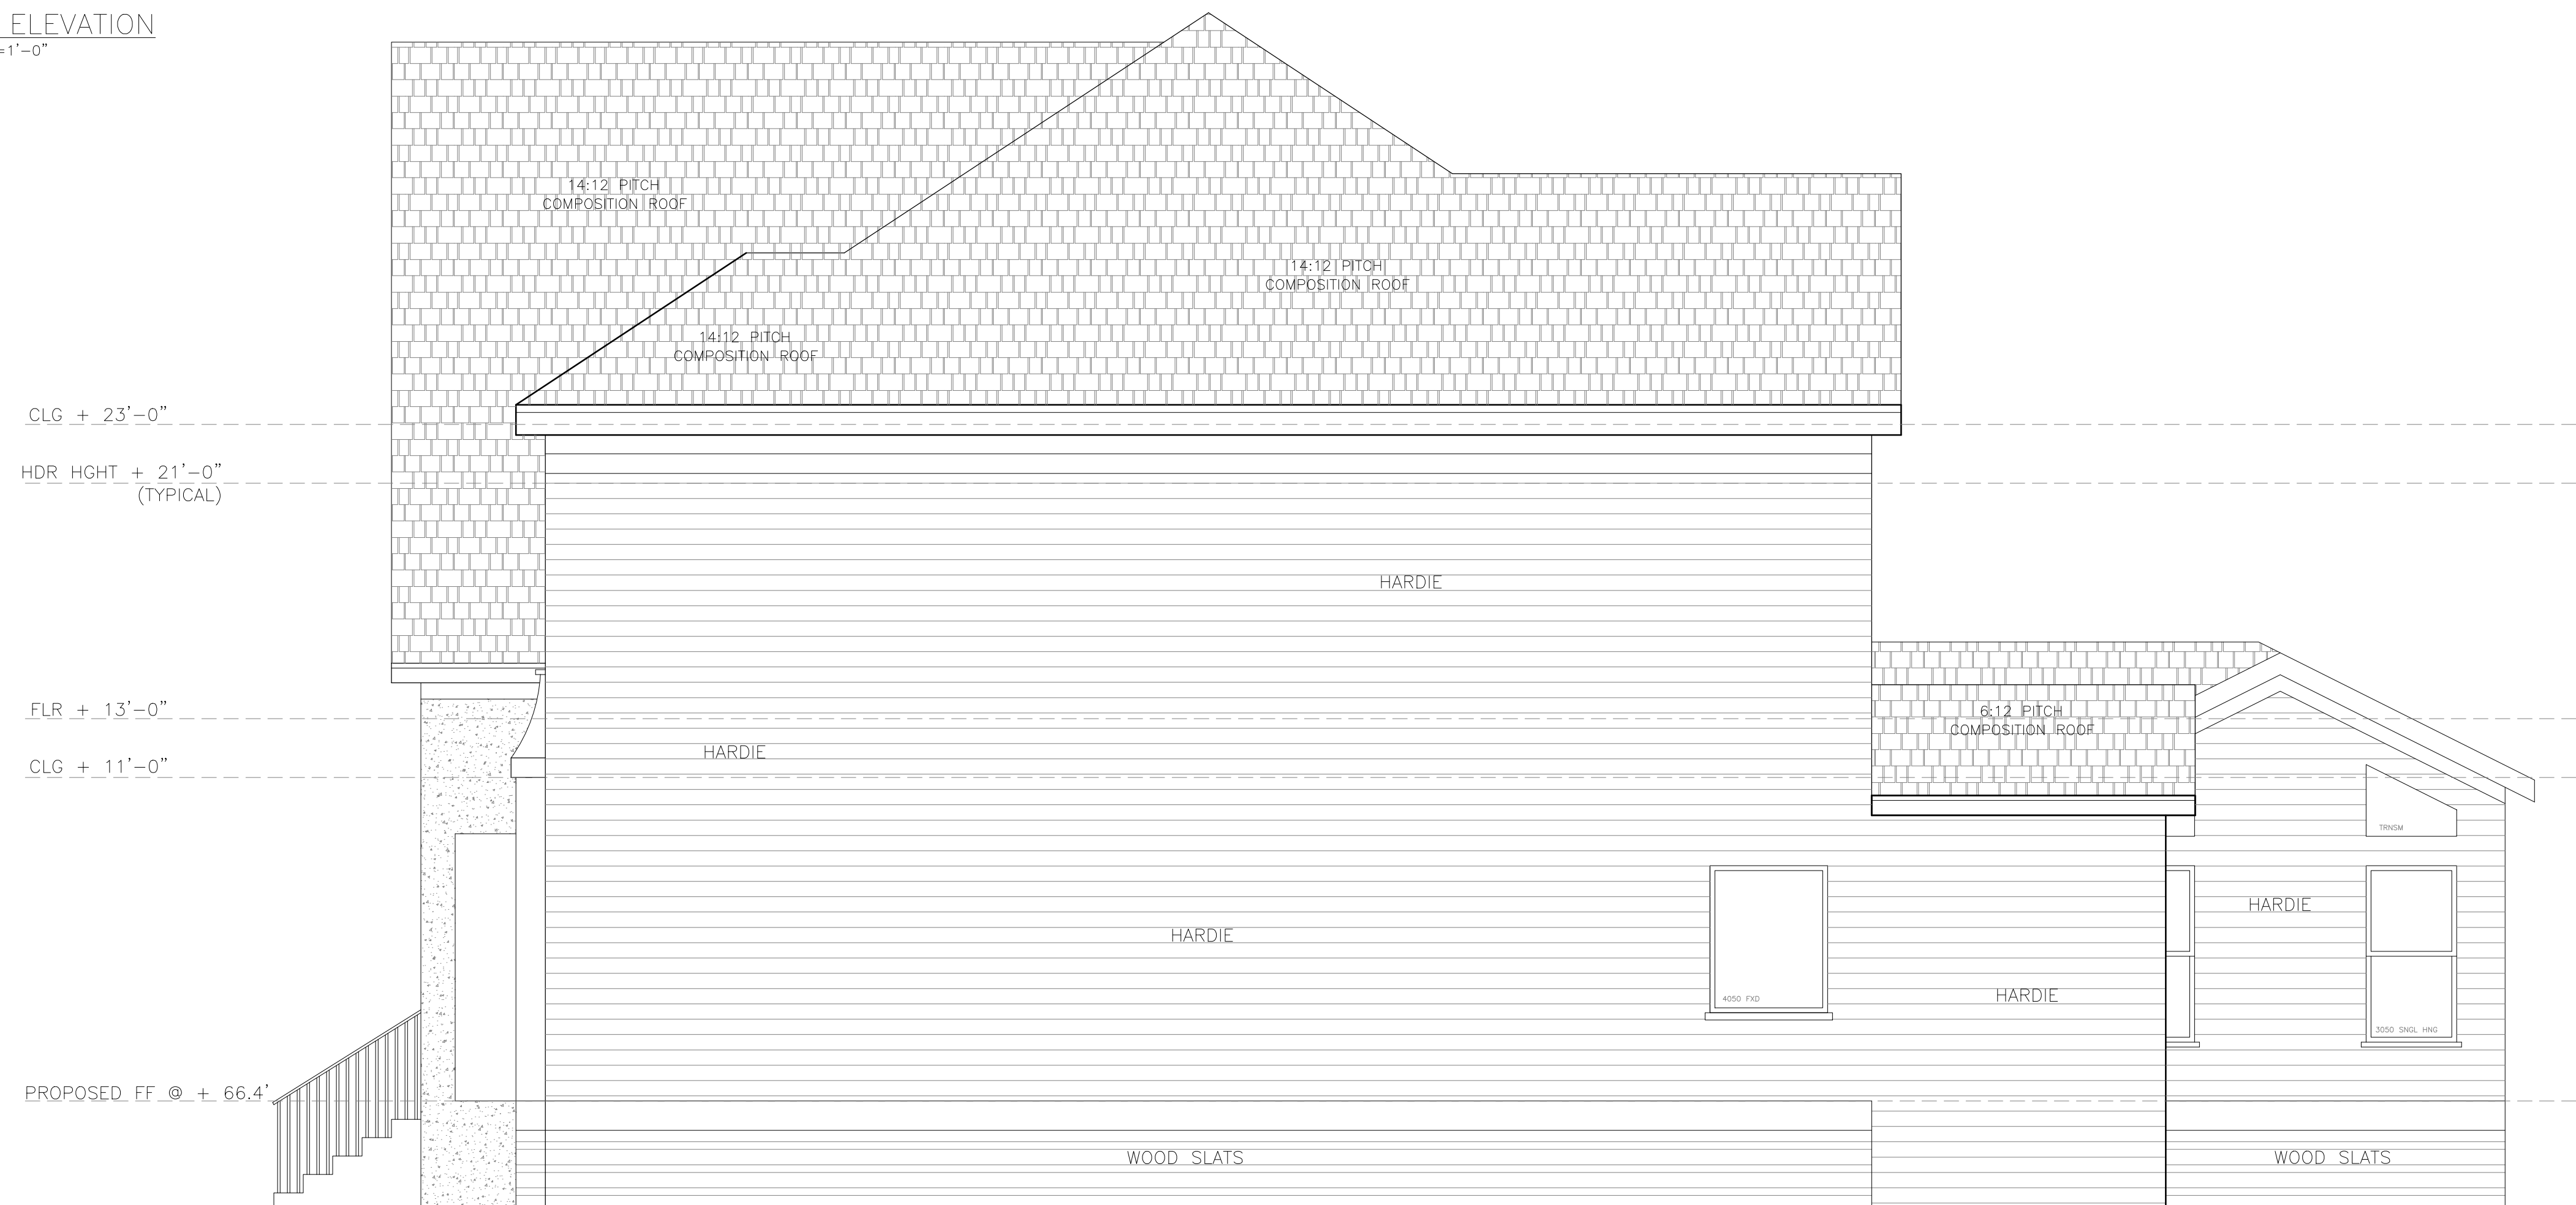 ELEVATION
=1'-0"
14:12 PITCH
COMPOSITION ROOF
14:12 PITCH
COMPOSITION ROOF
14:12 PITCH
COMPOSITION ROOF
CLG + 23'-0"
HDR HGHT + 21'-0"
(TYPICAL)
HARDIE
FLR + 13'-0"
6:12 PITCH
COMPOSITION ROOF
HARDIE
CLG + 11'-0"
TRNSM
HARDIE
HARDIE
HARDIE
4050 FXD
3050 SNGL HNG
PROPOSED FF @ + 66.4'
WOOD SLATS
WOOD SLATS